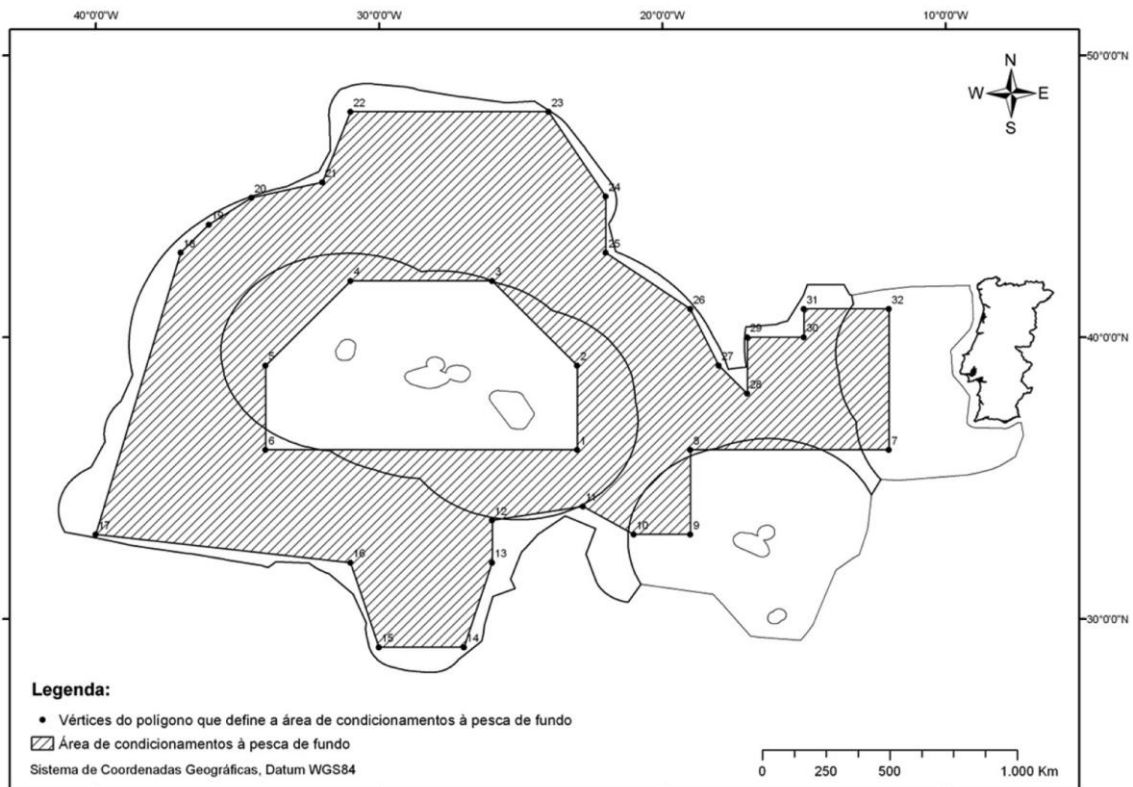 40°0'0"W 30°0'0"W 20°0'0"W 10°0'0"W
50°0'0"N
N
W E
S
22 23
24
20
21
19
18
25
4 3
26 31 32
29 30
40°0'0"N
5 2 27
28
6 1 8 7
11
12
10 9
17
13
16
15 14
30°0'0"N
Legenda:
Vértices do polígono que define a área de condicionamentos à pesca de fundo
Área de condicionamentos à pesca de fundo
Sistema de Coordenadas Geográficas, Datum WGS84
0 250 500 1.000 Km